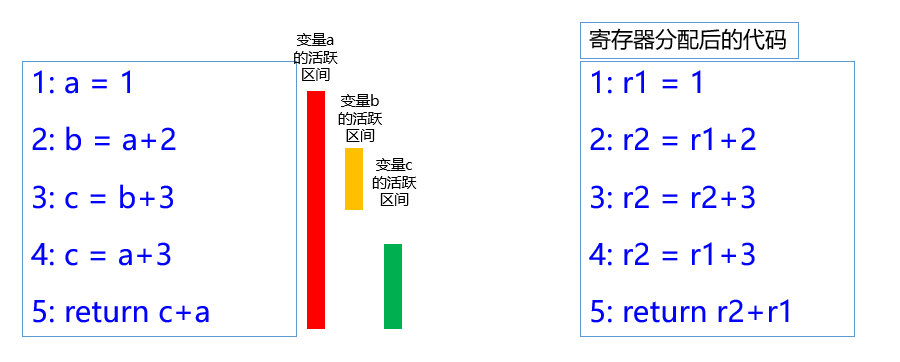 变量a
的活跃
区间
变量b
的活跃
区间
变量c
的活跃
区间
1: a = 1
2: b = a+2
3: c = b+3
4: c = a+3
5: return c+a
寄存器分配后的代码
1: r1 = 1
2: r2 = r1+2
3: r2 = r2+3
4: r2 = r1+3
5: return r2+r1